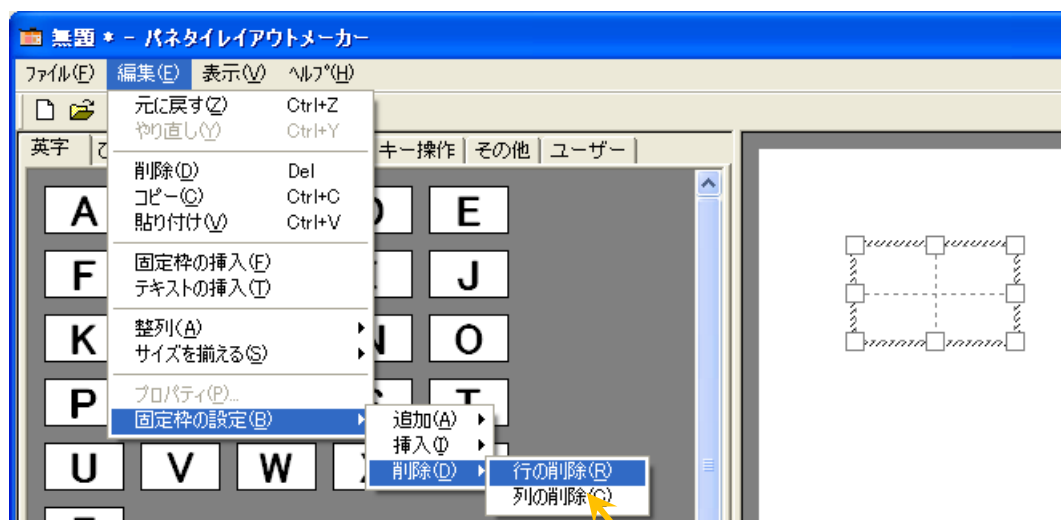 無題 * - パネタイレイアウトメーカー
ファイル(F) 編集(E) 表示(V) ヘルプ(H)
元に戻す(Z) Ctrl+Z
やり直し(Y) Ctrl+Y
英字 キー操作 その他 ユーザー
削除(D) Del
コピー(C) Ctrl+C
貼り付け(V) Ctrl+V
A E
固定枠の挿入(F)
テキストの挿入(T)
F J
整列(A)
サイズを揃える(S)
K O
プロパティ(P)...
固定枠の設定(B)
P T
追加(A)
挿入(I)
削除(D)
行の削除(R)
列の削除(C)
U V W